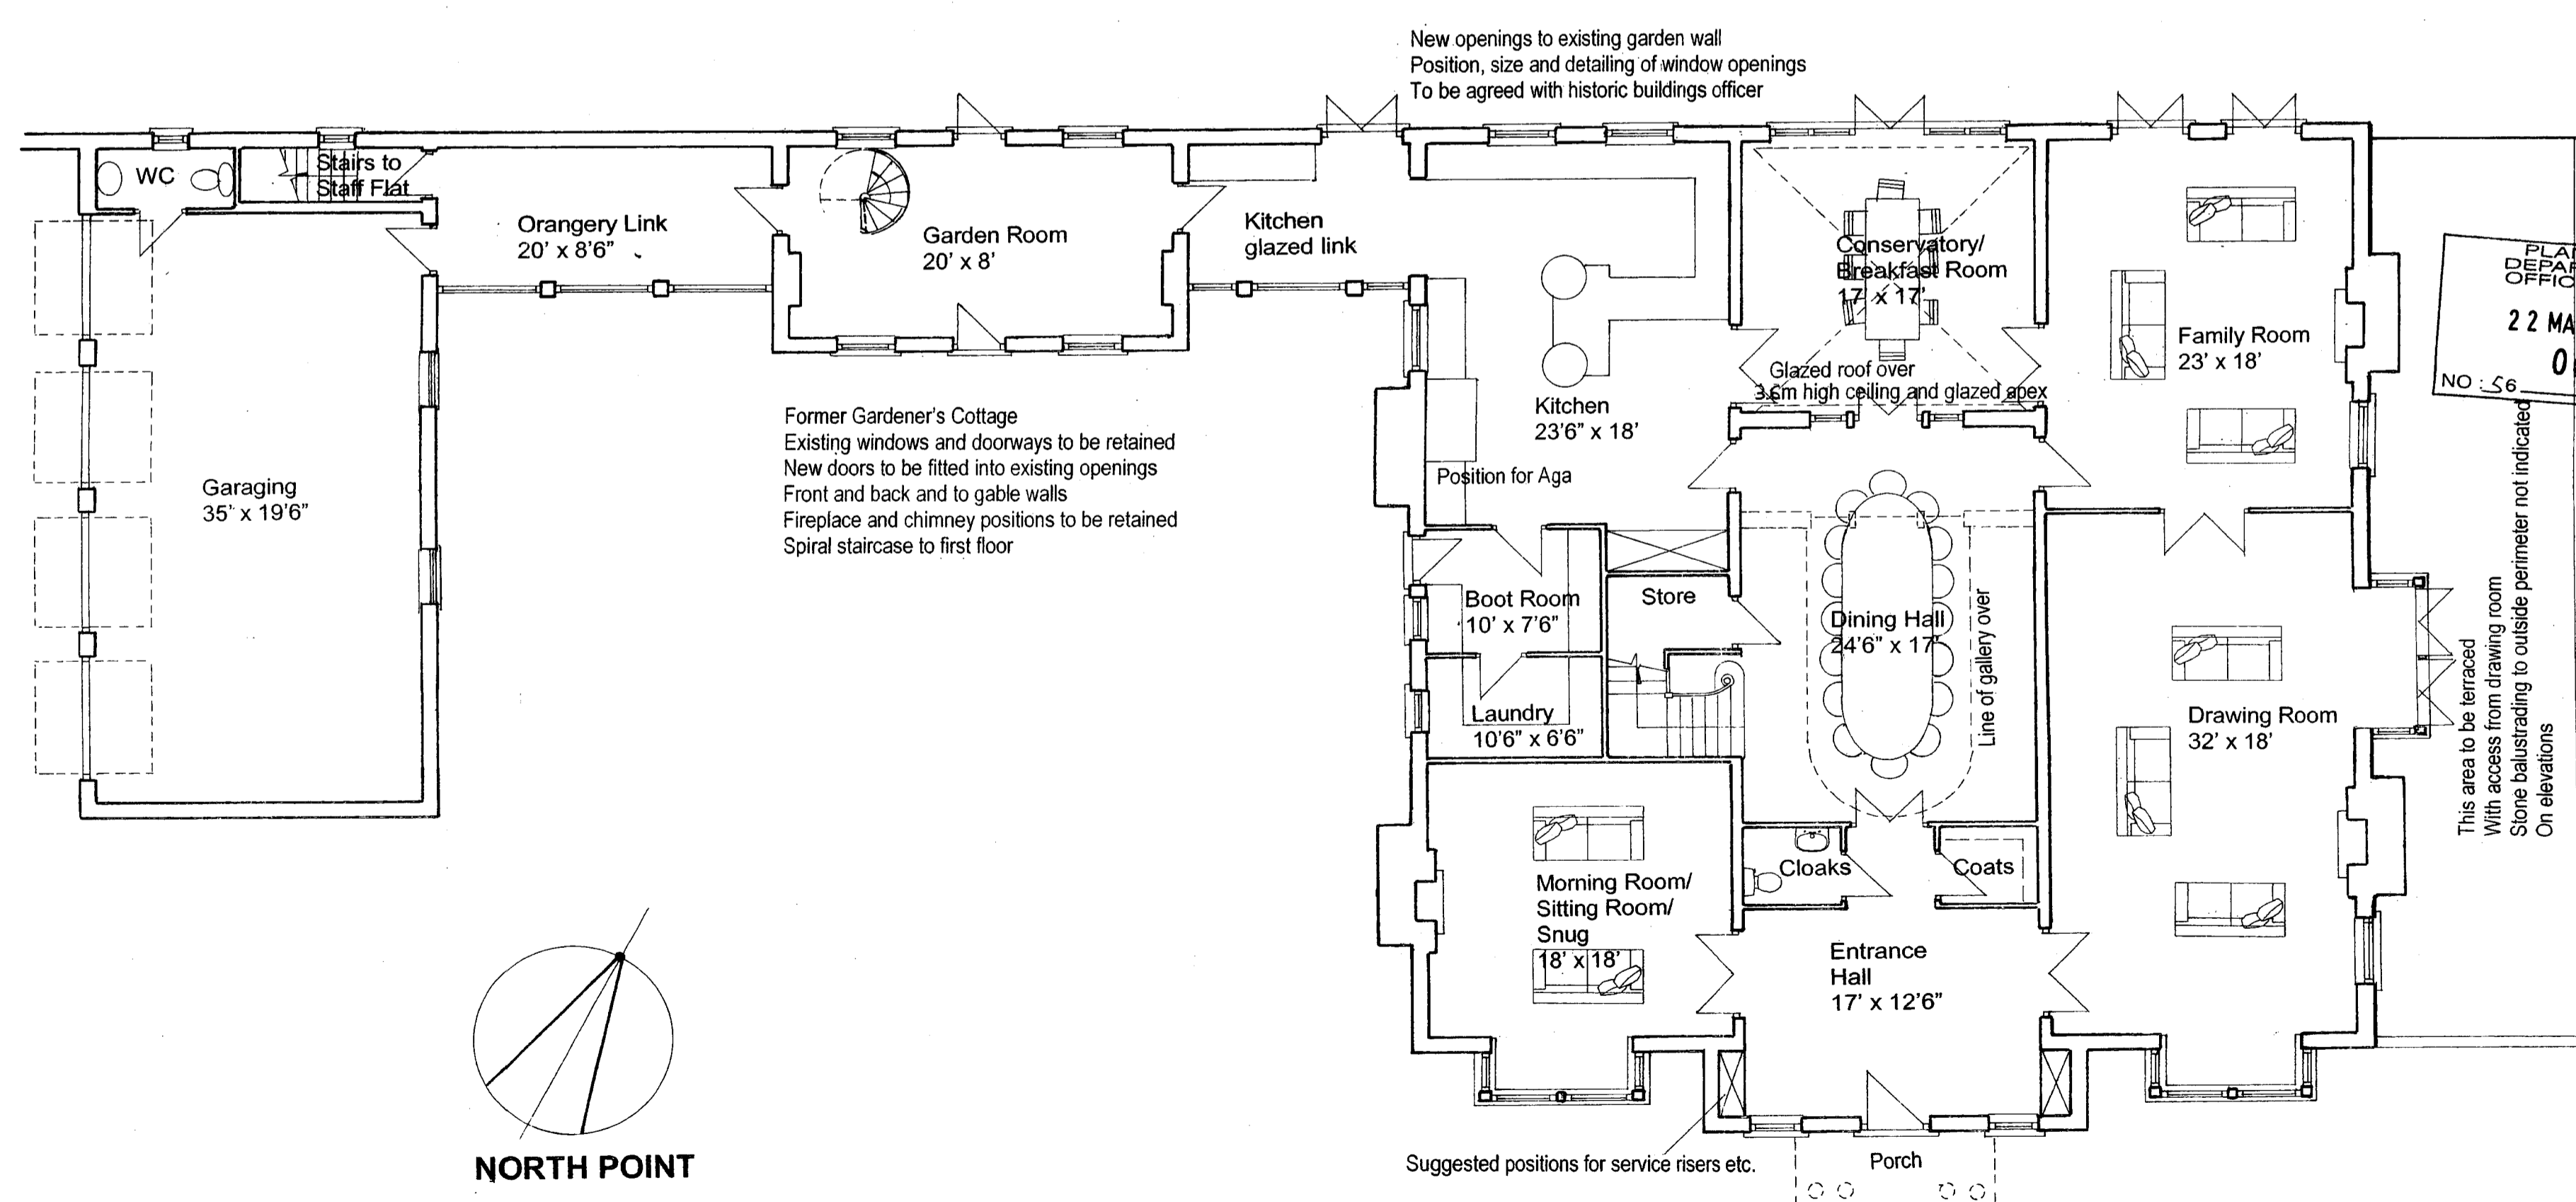 New openings to existing garden wall
Position, size and detailing of window openings
To be agreed with historic buildings officer
WC
Stairs to
Staff Flat
Orangery Link
20' x 8'6"
Garden Room
20' x 8'
Kitchen
glazed link
Conservatory/
Breakfast Room
17' x 17'
Glazed roof over
3.6m high ceiling and glazed apex
Family Room
23' x 18'
22 MA
NO: 56
Kitchen
23'6" x 18'
Position for Aga
Former Gardener's Cottage
Existing windows and doorways to be retained
New doors to be fitted into existing openings
Front and back and to gable walls
Fireplace and chimney positions to be retained
Spiral staircase to first floor
Garaging
35' x 19'6"
Boot Room
10' x 7'6"
Store
Dining Hall
24'6" x 17'
Line of gallery over
Laundry
10'6" x 6'6"
Drawing Room
32' x 18'
This area to be terraced
With access from drawing room
Stone balustrading to outside perimeter not indicated
On elevations
Morning Room/
Sitting Room/
Snug
18' x 18'
Cloaks
Coats
Entrance
Hall
17' x 12'6"
Suggested positions for service risers etc.
Porch
NORTH POINT